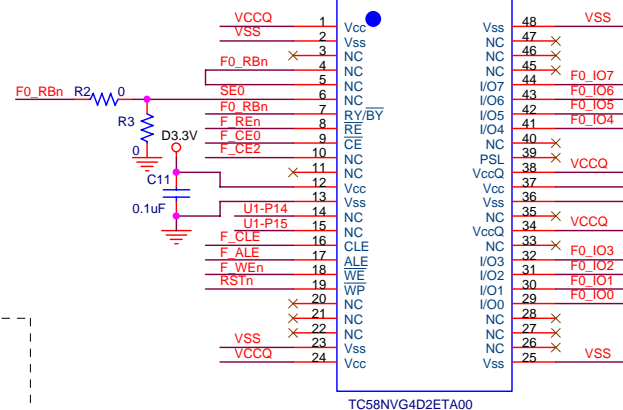 VCCQ 1 Vcc Vss 48 VSS
VSS 2 Vss NC 47
3 NC NC 46
F0_RBn 4 NC NC 45
5 NC I/O7 44 F0_IO7
F0_RBn R2 0 SE0 6 NC I/O6 43 F0_IO6
F0_RBn 7 RY/BY I/O5 42 F0_IO5
R3 F_REn 8 RE I/O4 41 F0_IO4
D3.3V F_CE0 9 CE NC 40
0 F_CE2 10 NC PSL 39
11 NC VccQ 38 VCCQ
C11 12 Vcc Vcc 37
13 Vss Vss 36
0.1uF U1-P14 14 NC NC 35
U1-P15 15 NC VccQ 34 VCCQ
F_CLE 16 CLE NC 33
F_ALE 17 ALE I/O3 32 F0_IO3
F_WEn 18 WE I/O2 31 F0_IO2
RSTn 19 WP I/O1 30 F0_IO1
20 NC I/O0 29 F0_IO0
21 NC NC 28
22 NC NC 27
VSS 23 Vss NC 26
VCCQ 24 Vcc Vss 25 VSS
TC58NVG4D2ETA00